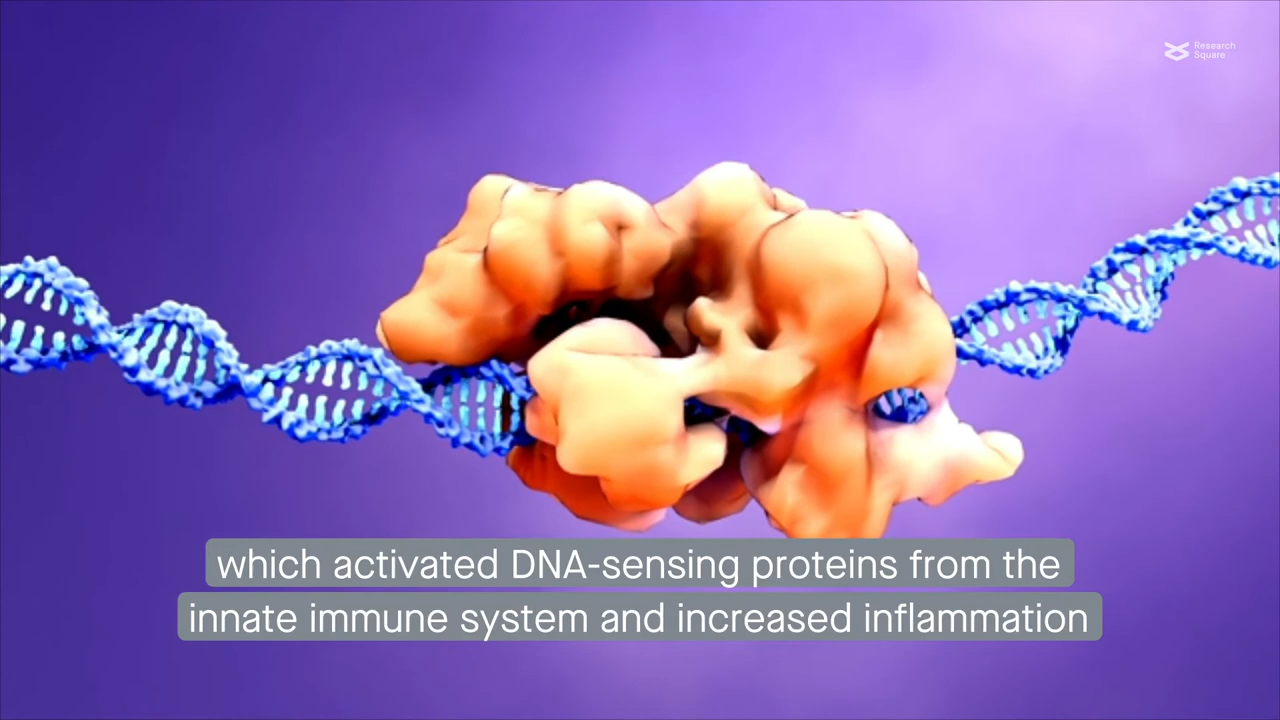 Research
Square
which activated DNA-sensing proteins from the
innate immune system and increased inflammation